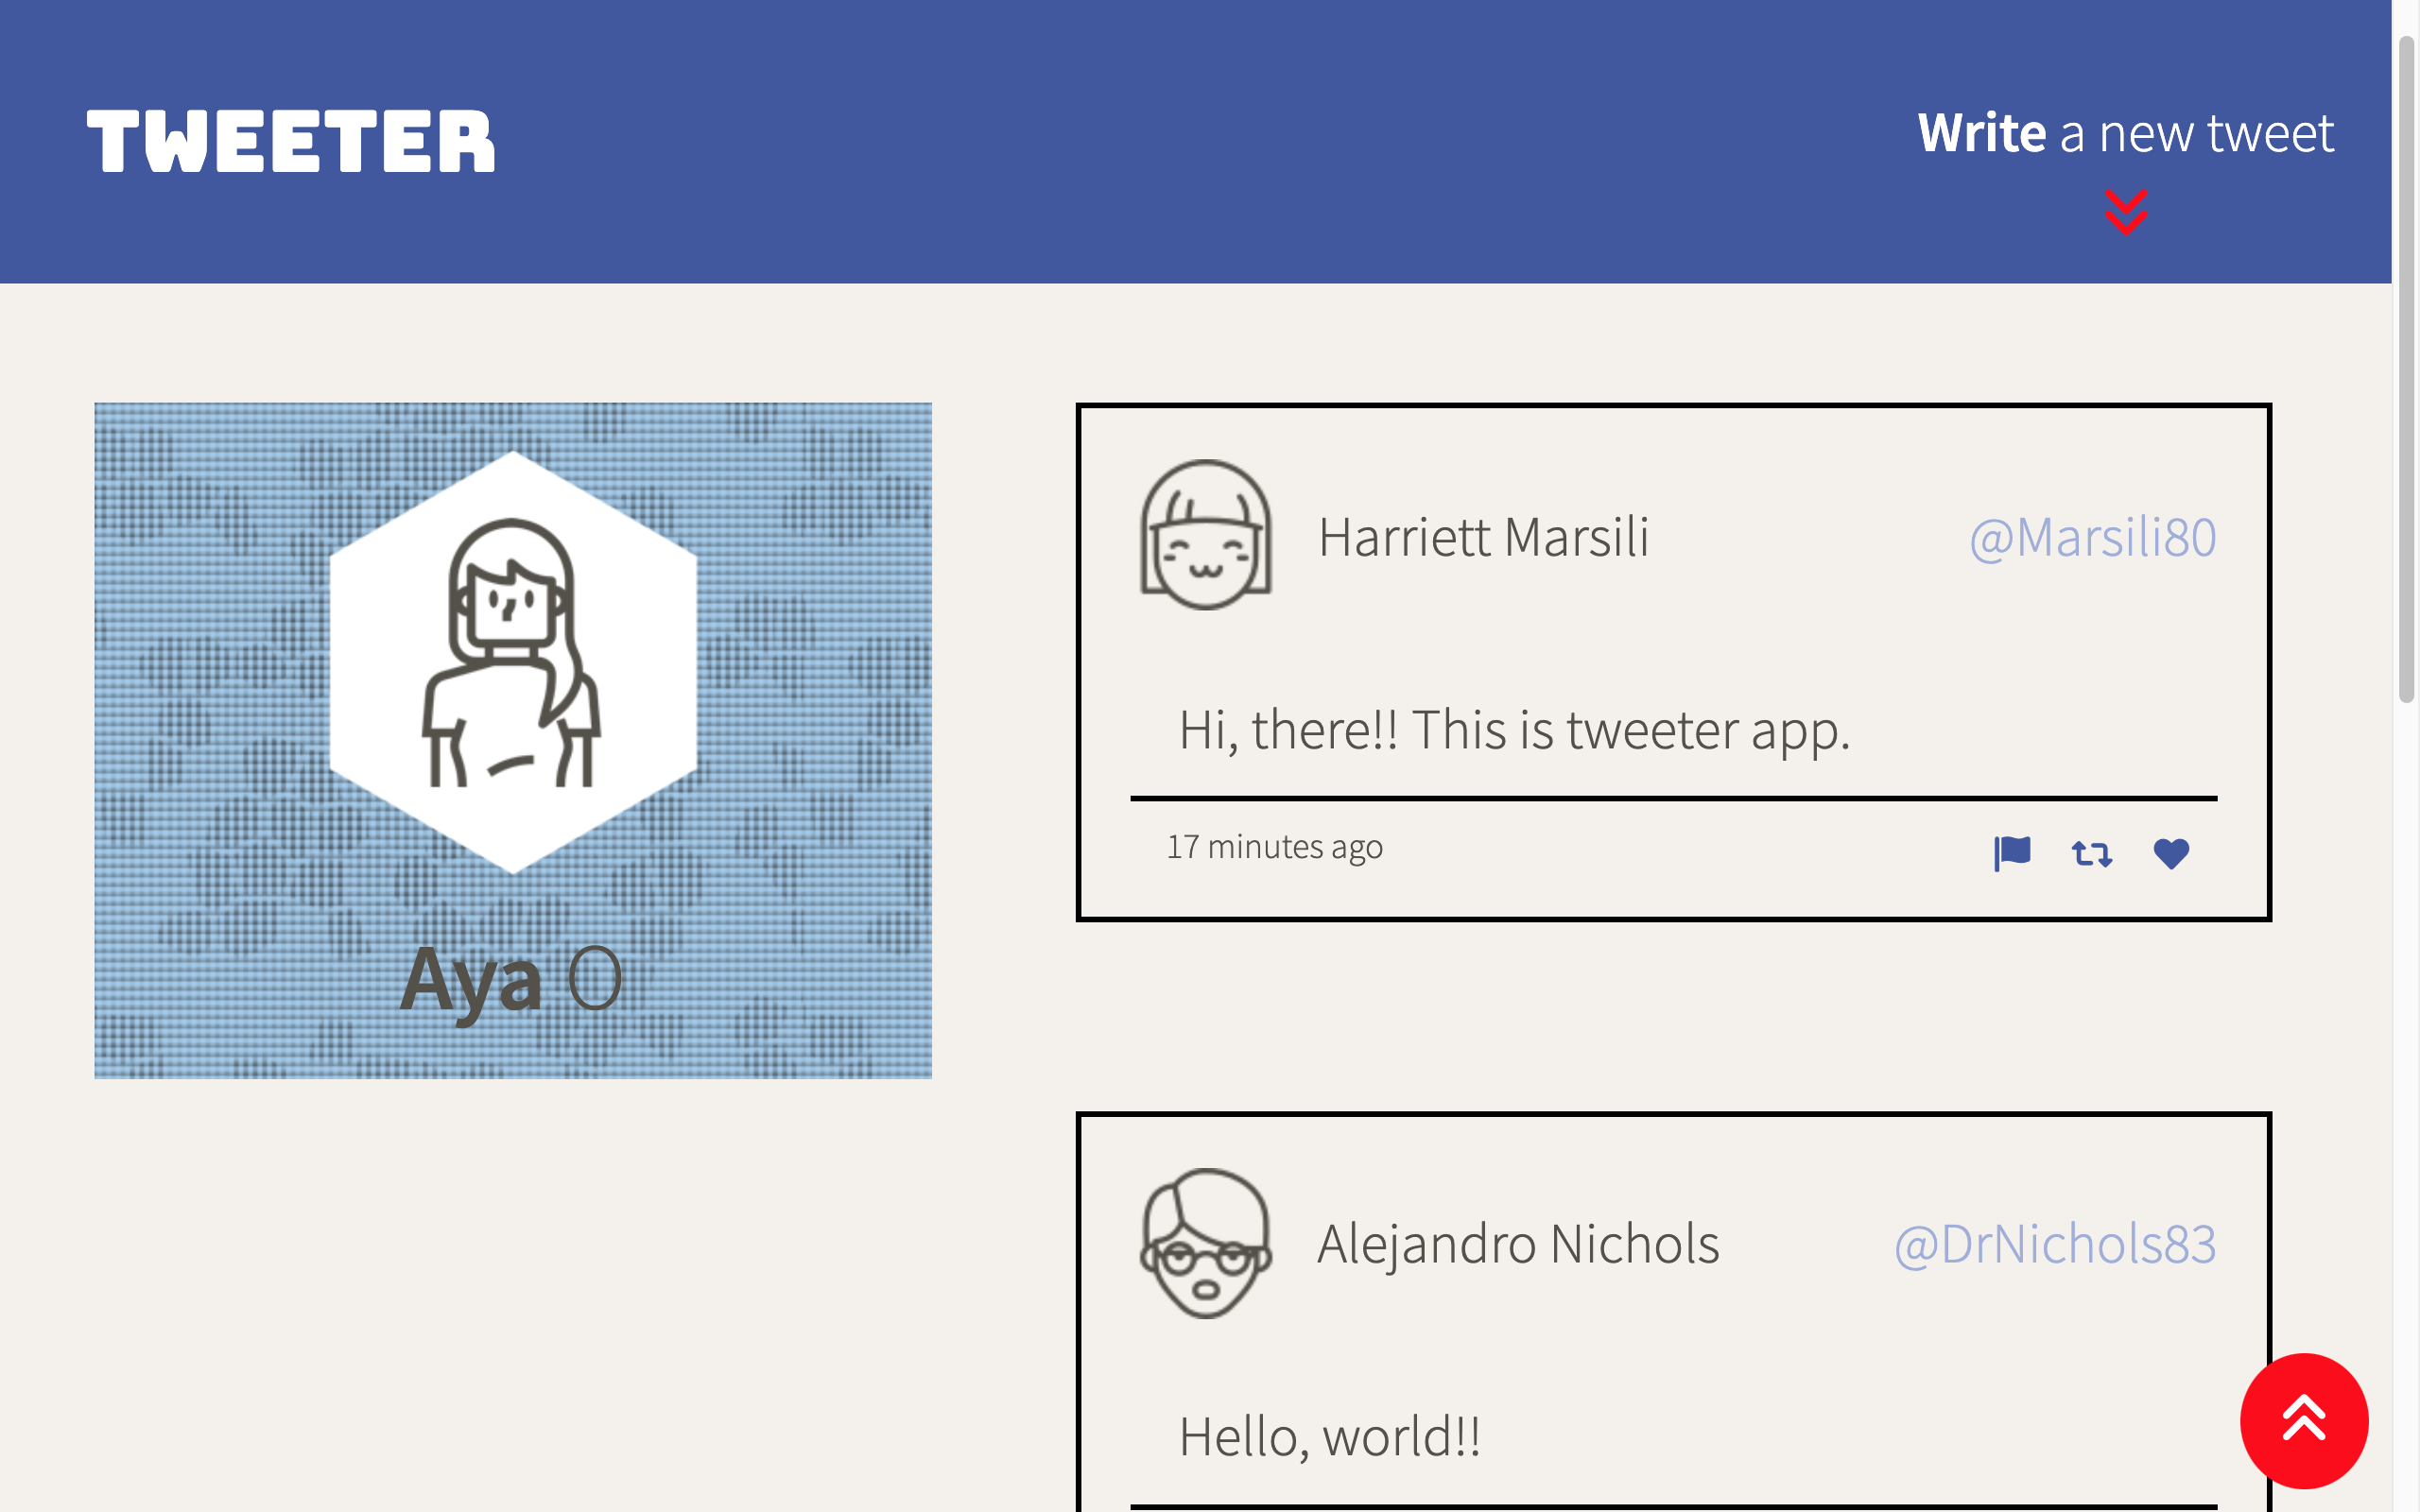 TWEETER
Write a new tweet
Aya O
Harriett Marsili
@Marsili80
Hi, there!! This is tweeter app.
17 minutes ago
Alejandro Nichols
@DrNichols83
Hello, world!!